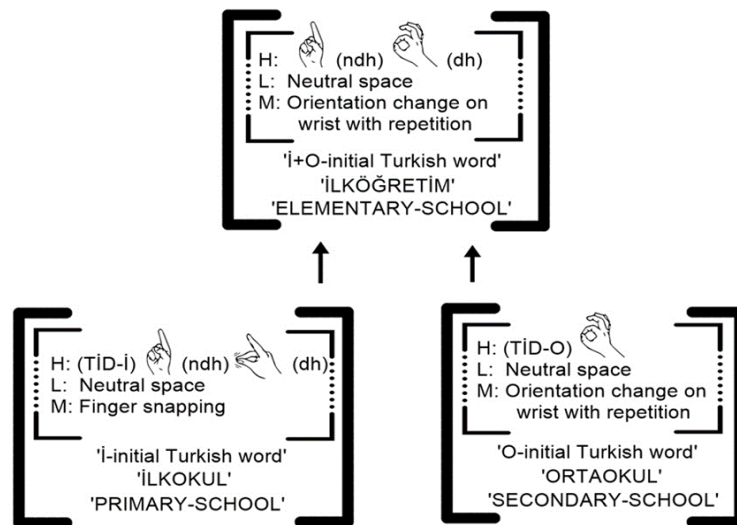 H: (ndh) (dh)
L: Neutral space
M: Orientation change on
wrist with repetition
'İ+O-initial Turkish word'
'İLKÖĞRETİM'
'ELEMENTARY-SCHOOL'
H: (TİD-İ) (ndh) (dh)
L: Neutral space
M: Finger snapping
'İ-initial Turkish word'
'İLKOKUL'
'PRIMARY-SCHOOL'
H: (TİD-O)
L: Neutral space
M: Orientation change on
wrist with repetition
'O-initial Turkish word'
'ORTAOKUL'
'SECONDARY-SCHOOL'